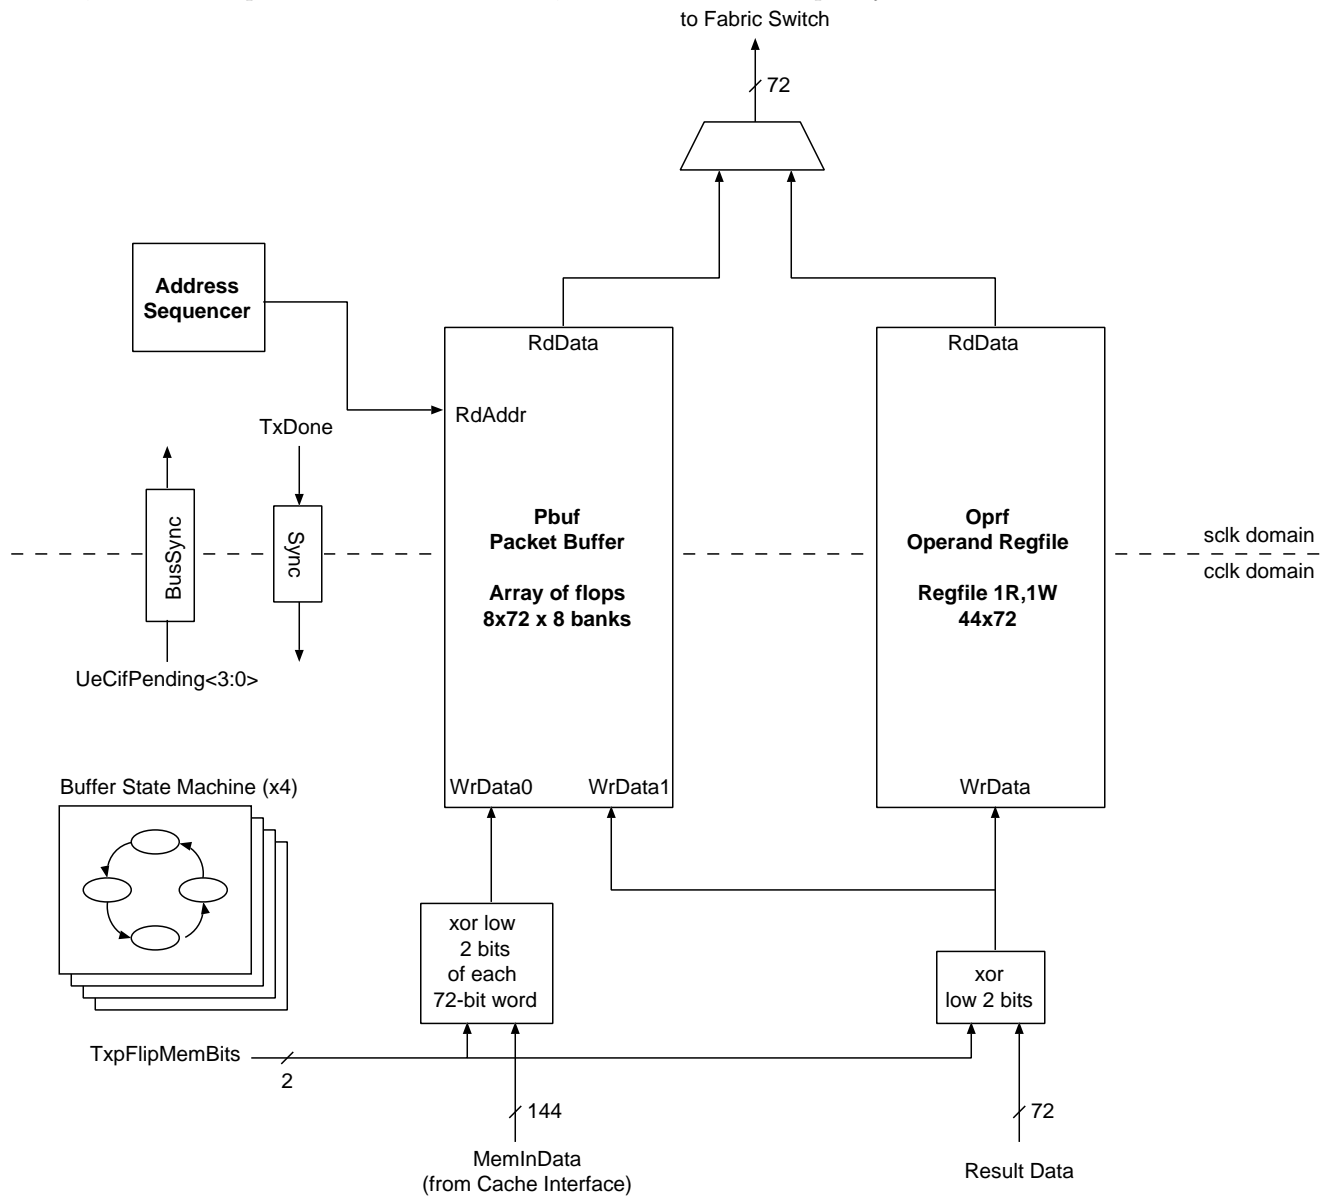 to Fabric Switch
72
Address
Sequencer
RdData
RdData
RdAddr
TxDone
Pbuf
Packet Buffer
Array of flops
8x72 x 8 banks
Oprf
Operand Regfile
Regfile 1R,1W
44x72
sclk domain
cclk domain
BusSync
Sync
UeCifPending<3:0>
Buffer State Machine (x4)
WrData0
WrData1
WrData
xor low
2 bits
of each
72-bit word
xor
low 2 bits
TxpFlipMemBits
2
144
72
MemInData
(from Cache Interface)
Result Data